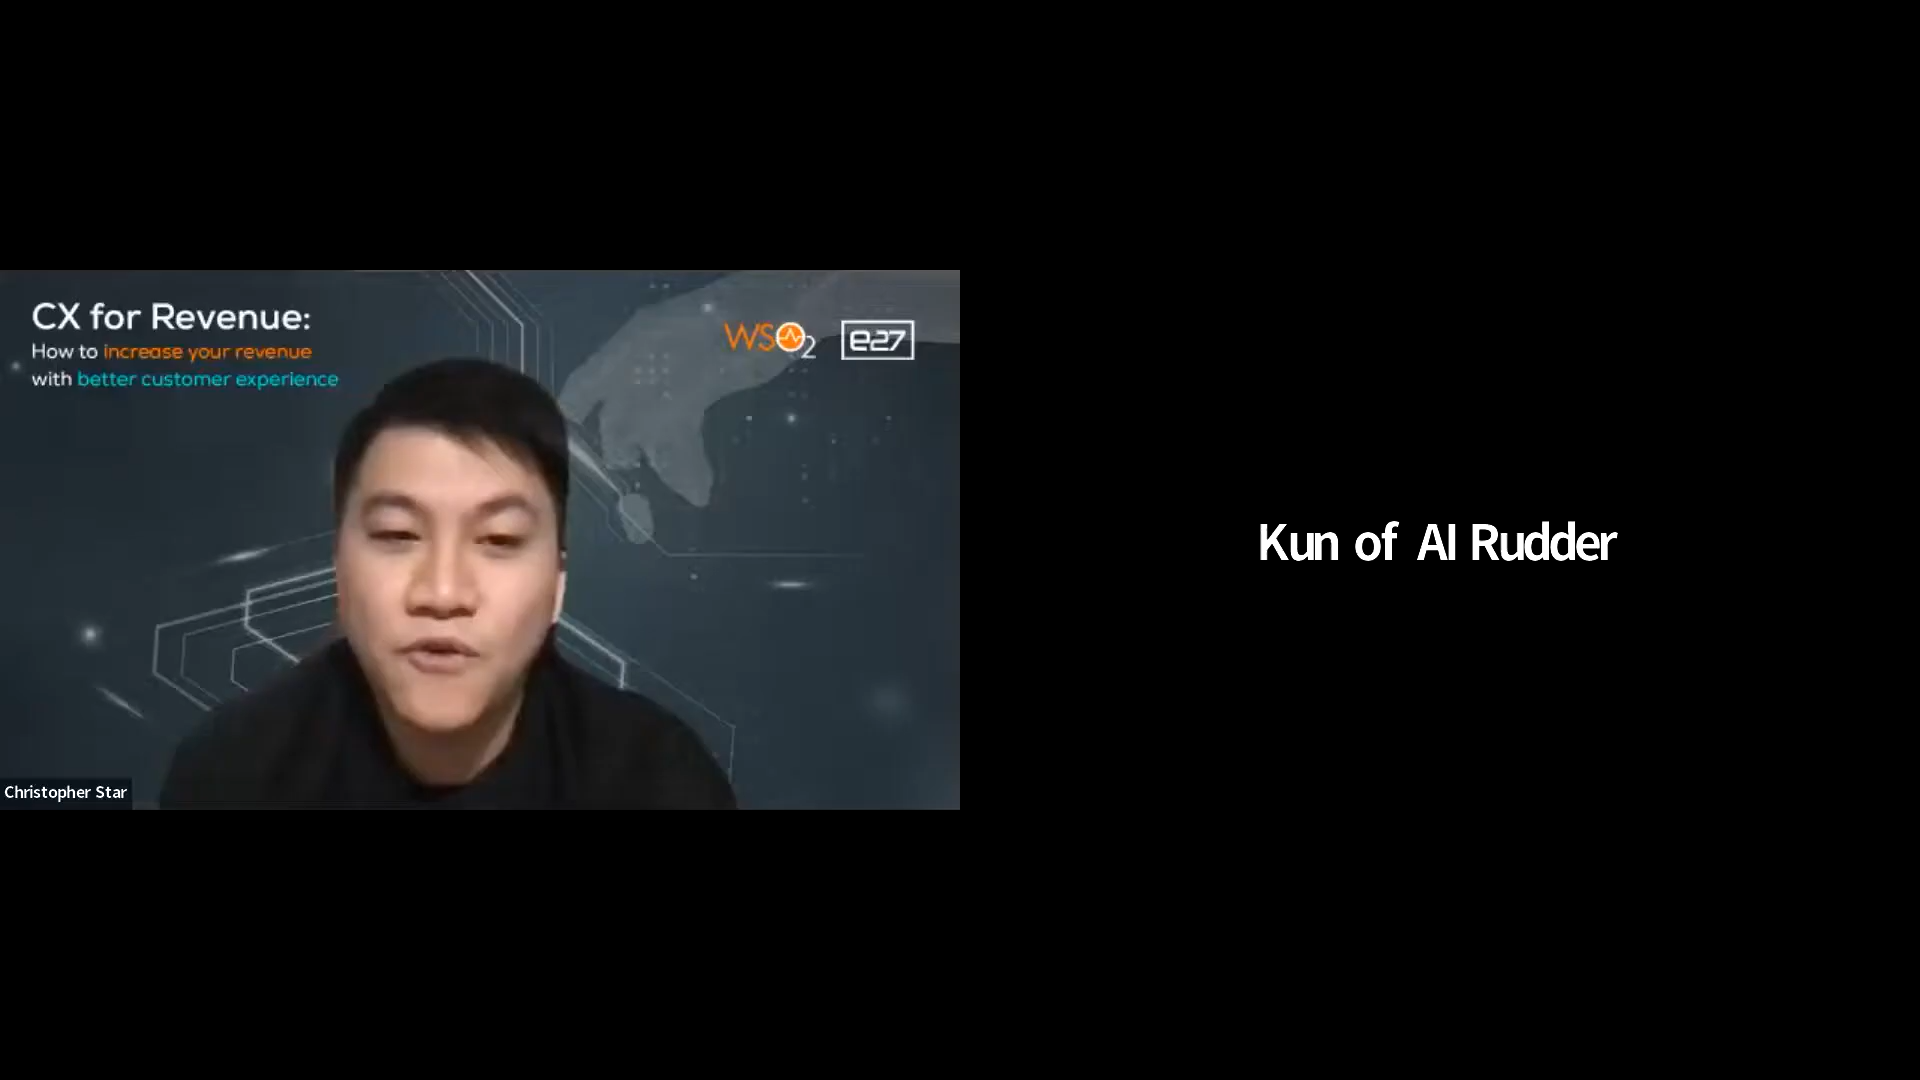 CX for Revenue:
How to increase your revenue
with better customer experience
WSO2
e27
Christopher Star
Kun of AI Rudder